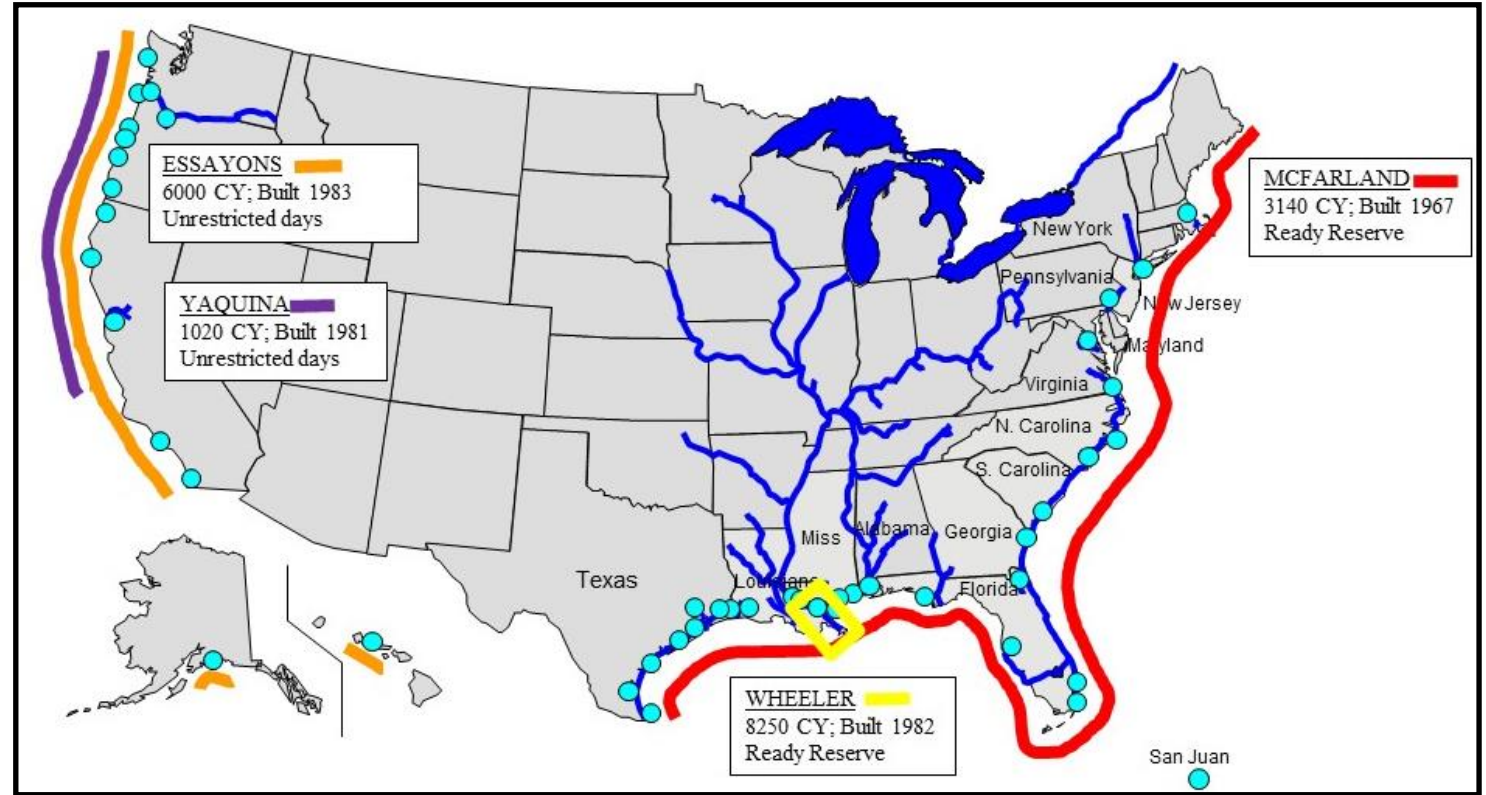 ESSAYONS
6000 CY; Built 1983
Unrestricted days
YAQUINA
1020 CY; Built 1981
Unrestricted days
MCFARLAND
3140 CY; Built 1967
Ready Reserve
New York
Pennsylvania
New Jersey
Maryland
Virginia
N. Carolina
S. Carolina
Miss
Alabama
Georgia
Texas
Louisiana
Florida
WHEELER
8250 CY; Built 1982
Ready Reserve
San Juan